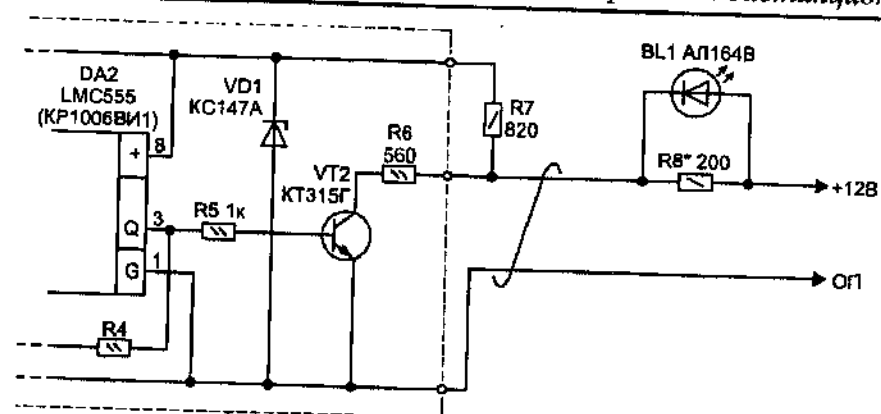 DA2
LMC555
(КР1006ВИ1)
+
8
Q
3
G
1
R4
R5 1к
VD1
КС147А
VT2
КТ315Г
R6
560
R7
820
BL1 АЛ164В
R8* 200
+12В